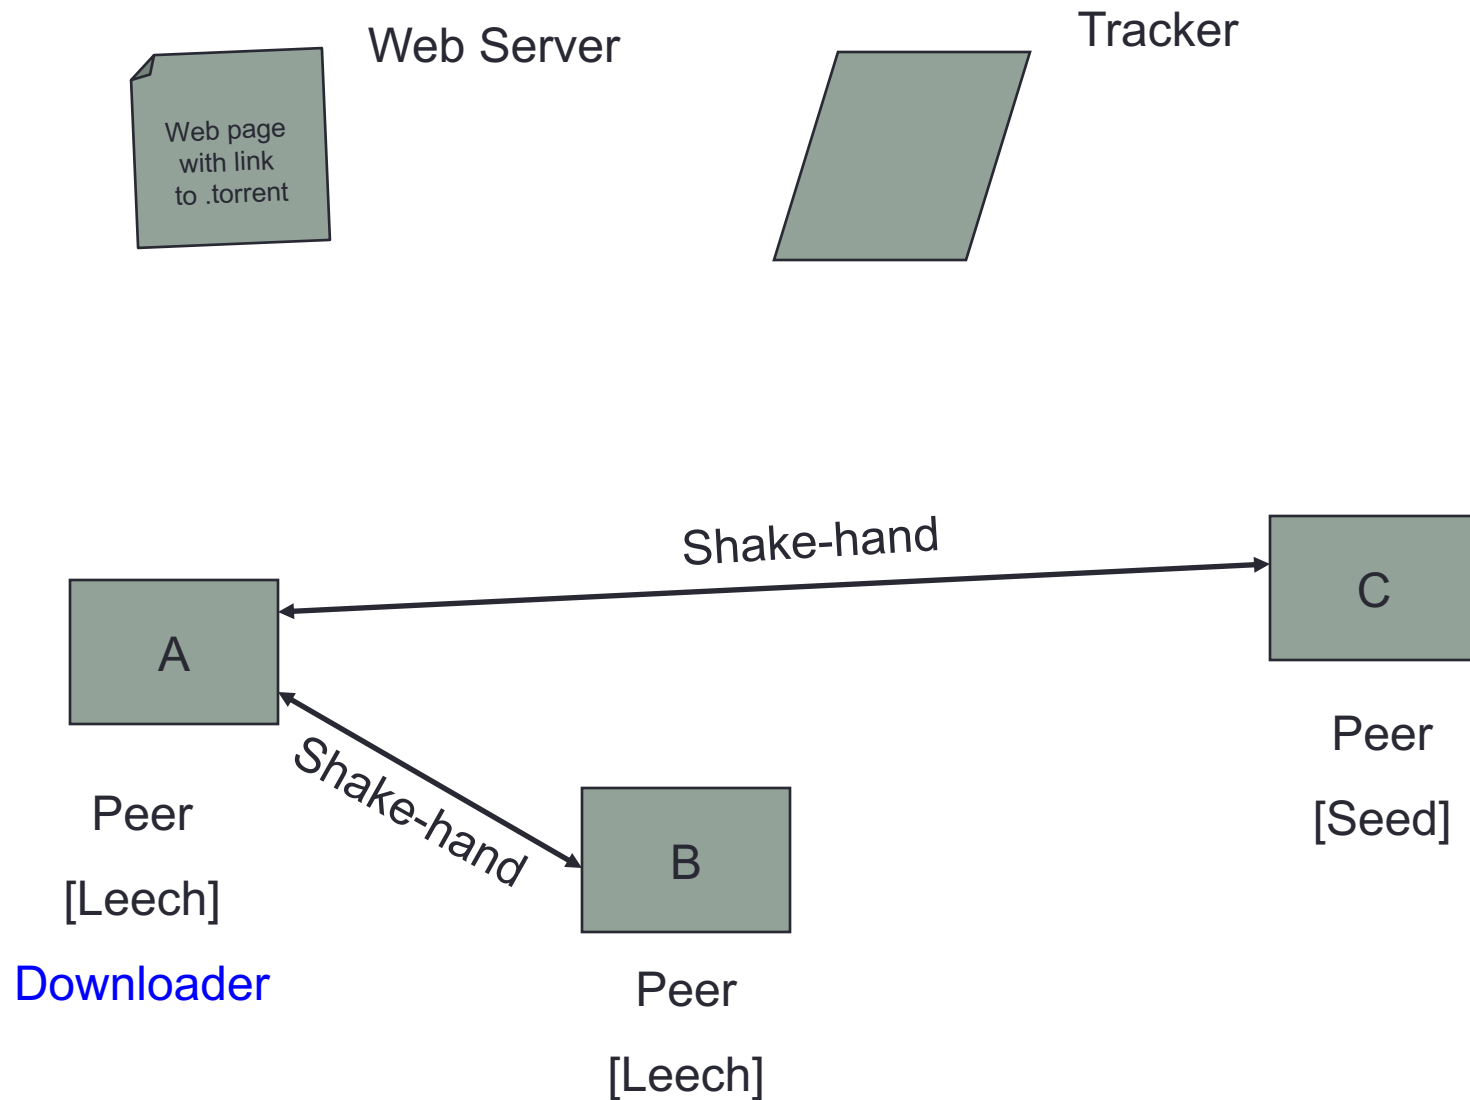 Web Server
Tracker
Web page
with link
to .torrent
Shake-hand
C
A
Peer
[Seed]
Shake-hand
Peer
[Leech]
Downloader
B
Peer
[Leech]